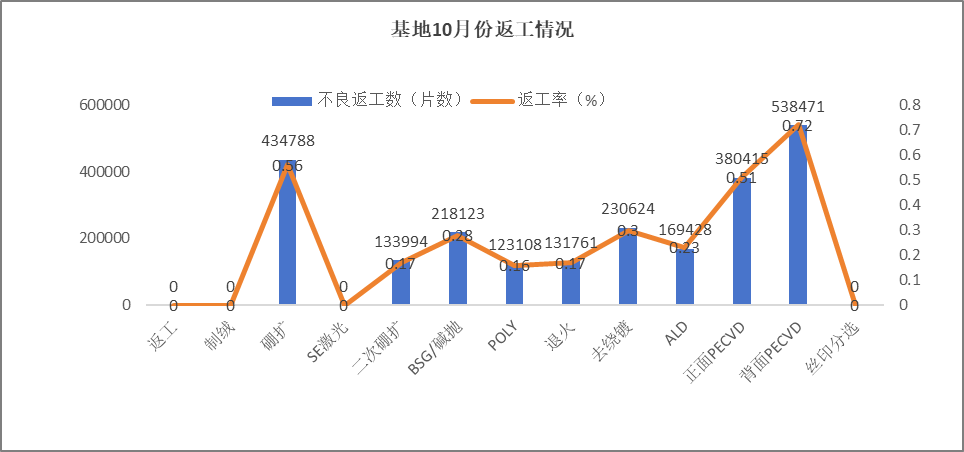 基地10月份返工情况
不良返工数（片数） 返工率（%）
600000
400000
200000
0
0.8
0.7
0.6
0.5
0.4
0.3
0.2
0.1
0
0
0
434788
0
133994
218123
123108
131761
230624
169428
380415
538471
0
0
0
0.56
0
0.17
0.28
0.16
0.17
0.3
0.23
0.51
0.72
0
返工
制绒
硼扩
SE激光
二次硼扩
BSG/碱抛
POLY
退火
去绕镀
ALD
正面PECVD
背面PECVD
丝印分选